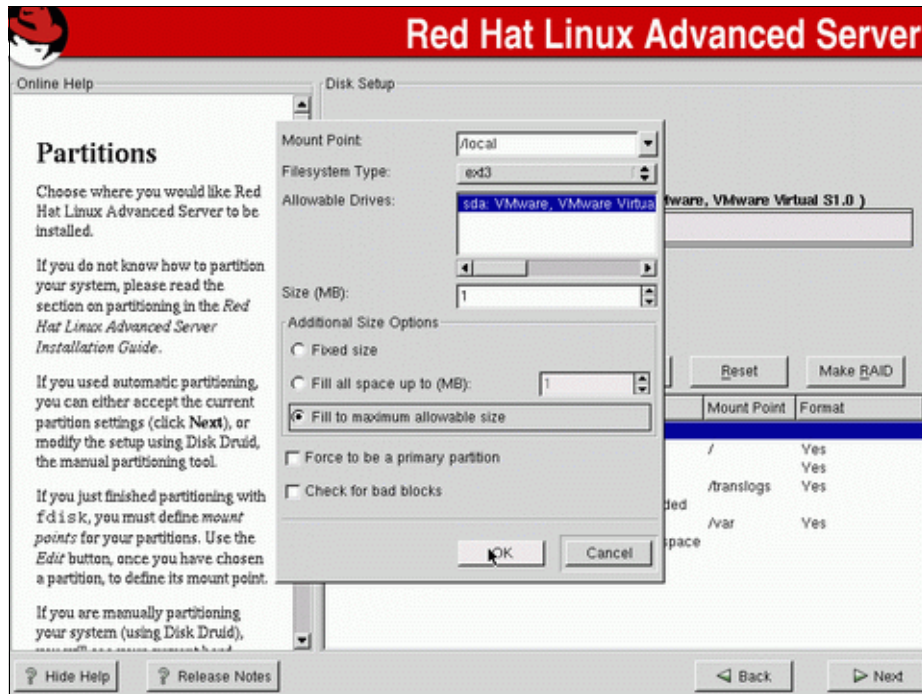 Red Hat Linux Advanced Server
Online Help
Disk Setup
Partitions
Choose where you would like Red
Hat Linux Advanced Server to be
installed.
If you do not know how to partition
your system, please read the
section on partitioning in the Red
Hat Linux Advanced Server
Installation Guide.
If you used automatic partitioning,
you can either accept the current
partition settings (click Next), or
modify the setup using Disk Druid,
the manual partitioning tool.
If you just finished partitioning with
fdisk, you must define mount
points for your partitions. Use the
Edit button, once you have chosen
a partition, to define its mount point.
If you are manually partitioning
your system (using Disk Druid),
Mount Point:
/local
Filesystem Type:
ext3
Allowable Drives:
sda: VMware, VMware Virtua
Size (MB):
1
Additional Size Options
Fixed size
Fill all space up to (MB):
1
Fill to maximum allowable size
Force to be a primary partition
Check for bad blocks
OK
Cancel
ware, VMware Virtual S1.0 )
Reset
Make RAID
Mount Point
Format
/
Yes
Yes
/translogs
Yes
ded
/var
Yes
space
Hide Help
Release Notes
Back
Next